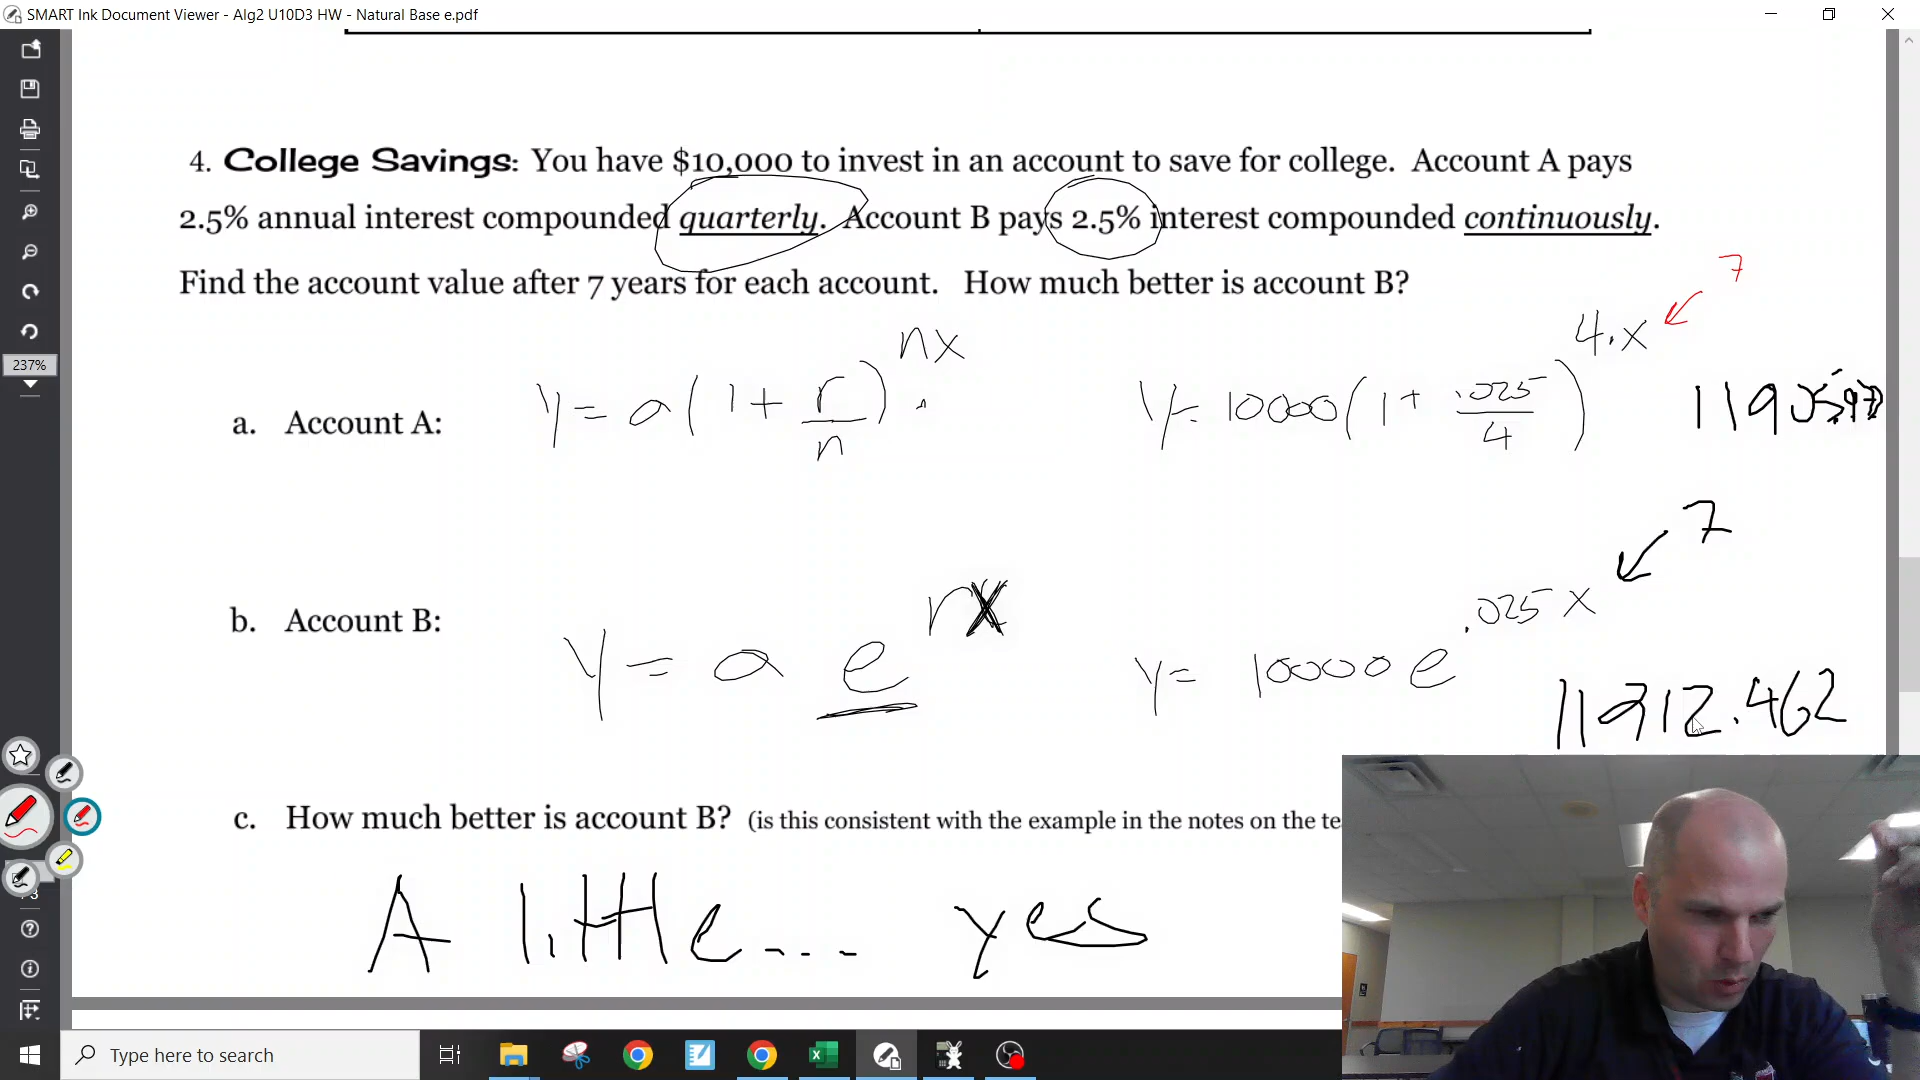 SMART Ink Document Viewer - Alg2 U10D3 HW - Natural Base e.pdf
4. College Savings: You have $10,000 to invest in an account to save for college. Account A pays
2.5% annual interest compounded quarterly. Account B pays 2.5% interest compounded continuously.
Find the account value after 7 years for each account. How much better is account B?
7
a. Account A: y = a(1 + r/n)^nx y = 10000(1 + .025/4)^4.x
7
b. Account B: y = a e^rx y = 10000 e^.025x
11912.462
c. How much better is account B? (is this consistent with the example in the notes on the te
A little... yes
237%
Type here to search